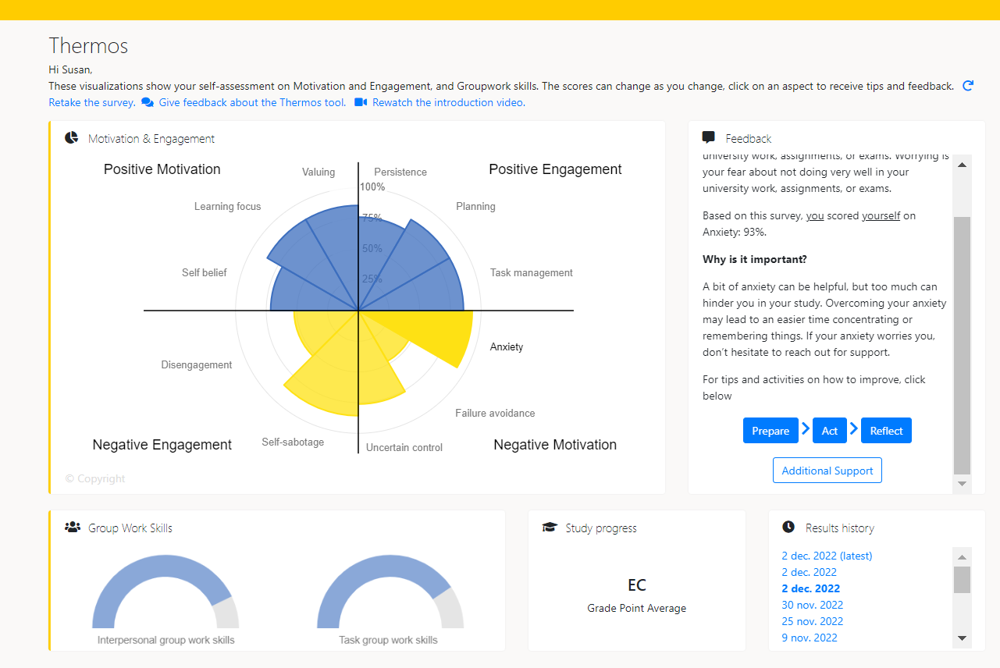 Thermos
Hi Susan,
These visualizations show your self-assessment on Motivation and Engagement, and Groupwork skills. The scores can change as you change, click on an aspect to receive tips and feedback.
Retake the survey. Give feedback about the Thermos tool. Rewatch the introduction video.
Motivation & Engagement
Positive Motivation
Valuing
Persistence
Positive Engagement
100%
Learning focus
Planning
75%
50%
Self belief
Task management
25%
Anxiety
Disengagement
Failure avoidance
Negative Engagement
Self-sabotage
Uncertain control
Negative Motivation
© Copyright
Feedback
university work, assignments, or exams. Worrying is
your fear about not doing very well in your
university work, assignments, or exams.
Based on this survey, you scored yourself on
Anxiety: 93%.
Why is it important?
A bit of anxiety can be helpful, but too much can
hinder you in your study. Overcoming your anxiety
may lead to an easier time concentrating or
remembering things. If your anxiety worries you,
don't hesitate to reach out for support.
For tips and activities on how to improve, click
below
Prepare Act Reflect
Additional Support
Group Work Skills
Interpersonal group work skills
Task group work skills
Study progress
EC
Grade Point Average
Results history
2 dec. 2022 (latest)
2 dec. 2022
2 dec. 2022
30 nov. 2022
25 nov. 2022
9 nov. 2022